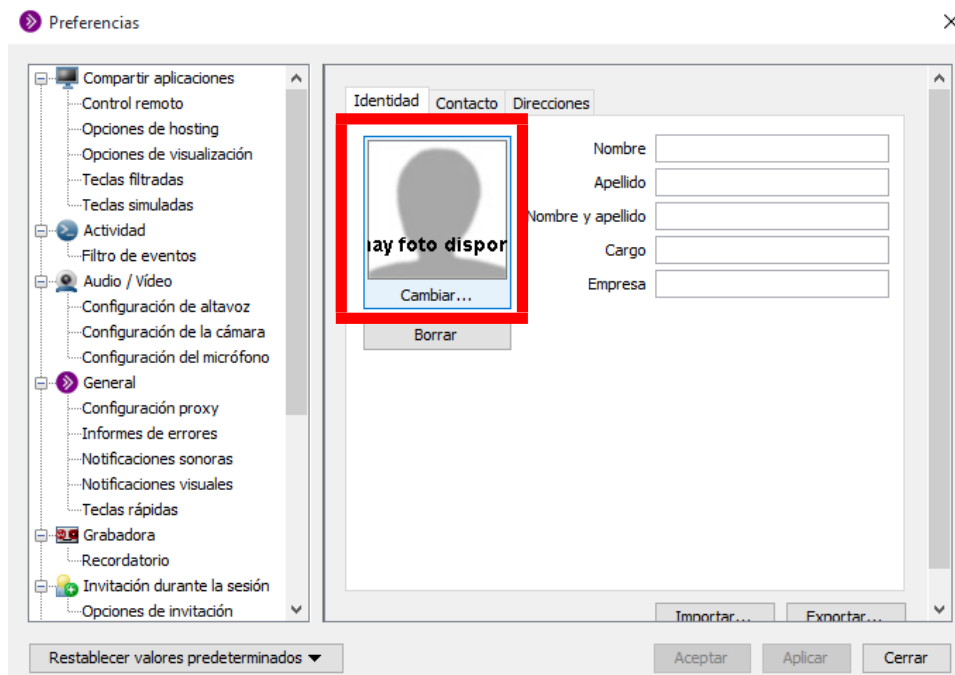 Preferencias
Compartir aplicaciones
Control remoto
Opciones de hosting
Opciones de visualización
Teclas filtradas
Teclas simuladas
Actividad
Filtro de eventos
Audio / Vídeo
Configuración de altavoz
Configuración de la cámara
Configuración del micrófono
General
Configuración proxy
Informes de errores
Notificaciones sonoras
Notificaciones visuales
Teclas rápidas
Grabadora
Recordatorio
Invitación durante la sesión
Opciones de invitación
Identidad Contacto Direcciones
hay foto dispor
Cambiar...
Borrar
Nombre
Apellido
Nombre y apellido
Cargo
Empresa
Importar... Exportar...
Restablecer valores predeterminados
Aceptar Aplicar Cerrar